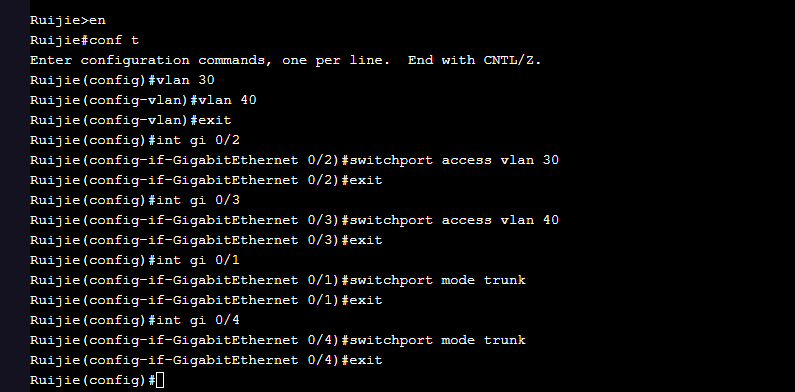 Ruijie>en
Ruijie#conf t
Enter configuration commands, one per line.  End with CNTL/Z.
Ruijie(config)#vlan 30
Ruijie(config-vlan)#vlan 40
Ruijie(config-vlan)#exit
Ruijie(config)#int gi 0/2
Ruijie(config-if-GigabitEthernet 0/2)#switchport access vlan 30
Ruijie(config-if-GigabitEthernet 0/2)#exit
Ruijie(config)#int gi 0/3
Ruijie(config-if-GigabitEthernet 0/3)#switchport access vlan 40
Ruijie(config-if-GigabitEthernet 0/3)#exit
Ruijie(config)#int gi 0/1
Ruijie(config-if-GigabitEthernet 0/1)#switchport mode trunk
Ruijie(config-if-GigabitEthernet 0/1)#exit
Ruijie(config)#int gi 0/4
Ruijie(config-if-GigabitEthernet 0/4)#switchport mode trunk
Ruijie(config-if-GigabitEthernet 0/4)#exit
Ruijie(config)#